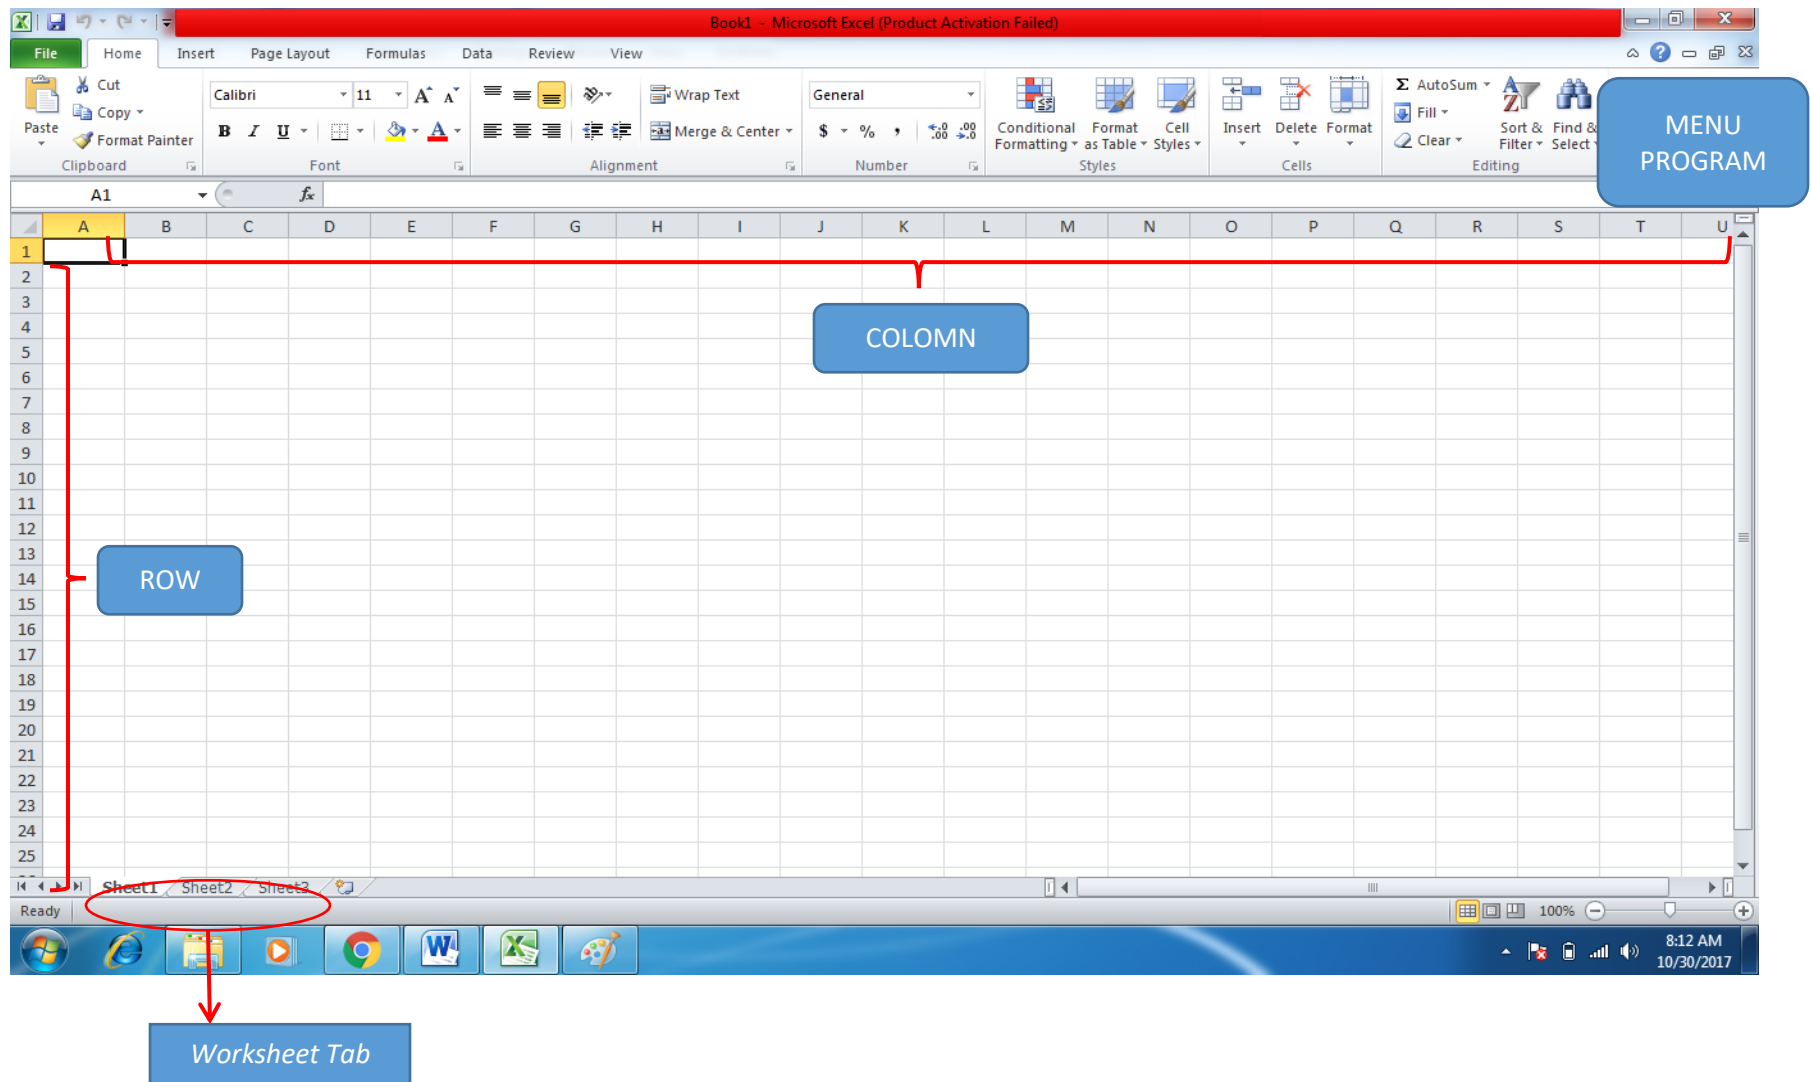 Book1 - Microsoft Excel (Product Activation Failed)
File Home Insert Page Layout Formulas Data Review View
Cut
Copy
Format Painter
Paste
Clipboard
Calibri 11 A A
B I U A
Font
Wrap Text
Merge & Center
Alignment
General
$ % , .00 .00 .0
Number
Conditional Formatting
Format as Table
Cell Styles
Styles
Insert Delete Format
Cells
Σ AutoSum
Fill
Clear
Sort & Filter
Find & Select
Editing
MENU
PROGRAM
A1 fx
A B C D E F G H I J K L M N O P Q R S T U
1
2
3
4
5
6
7
8
9
10
11
12
13
14
15
16
17
18
19
20
21
22
23
24
25
COLOMN
ROW
Sheet1 Sheet2 Sheet3
Ready 100%
8:12 AM
10/30/2017
Worksheet Tab